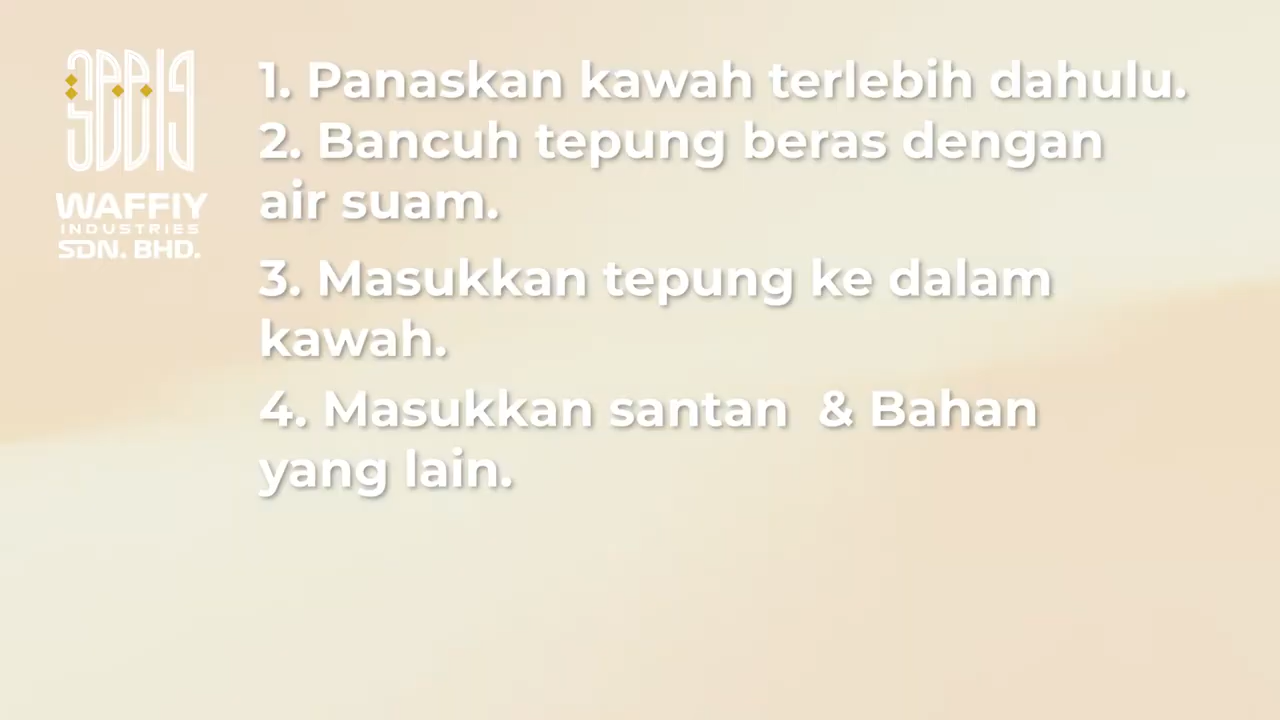 WAFFIY
INDUSTRIES
SDN. BHD.
1. Panaskan kawah terlebih dahulu.
2. Bancuh tepung beras dengan
air suam.
3. Masukkan tepung ke dalam
kawah.
4. Masukkan santan & Bahan
yang lain.